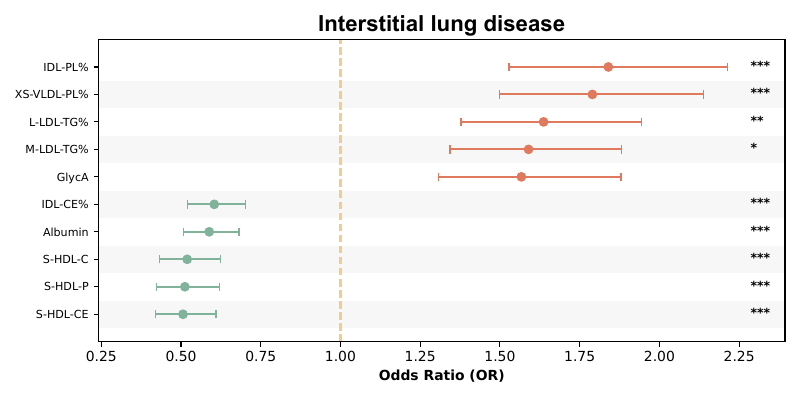 Interstitial lung disease
IDL-PL% ***
XS-VLDL-PL% ***
L-LDL-TG% **
M-LDL-TG% *
GlycA
IDL-CE% ***
Albumin ***
S-HDL-C ***
S-HDL-P ***
S-HDL-CE ***
0.25 0.50 0.75 1.00 1.25 1.50 1.75 2.00 2.25
Odds Ratio (OR)